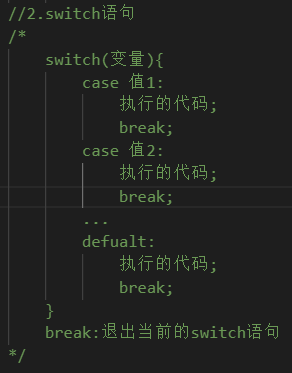 //2.switch语句
/*
switch(变量){
case 值1:
执行的代码;
break;
case 值2:
执行的代码;
break;
...
defualt:
执行的代码;
break;
}
break:退出当前的switch语句
*/